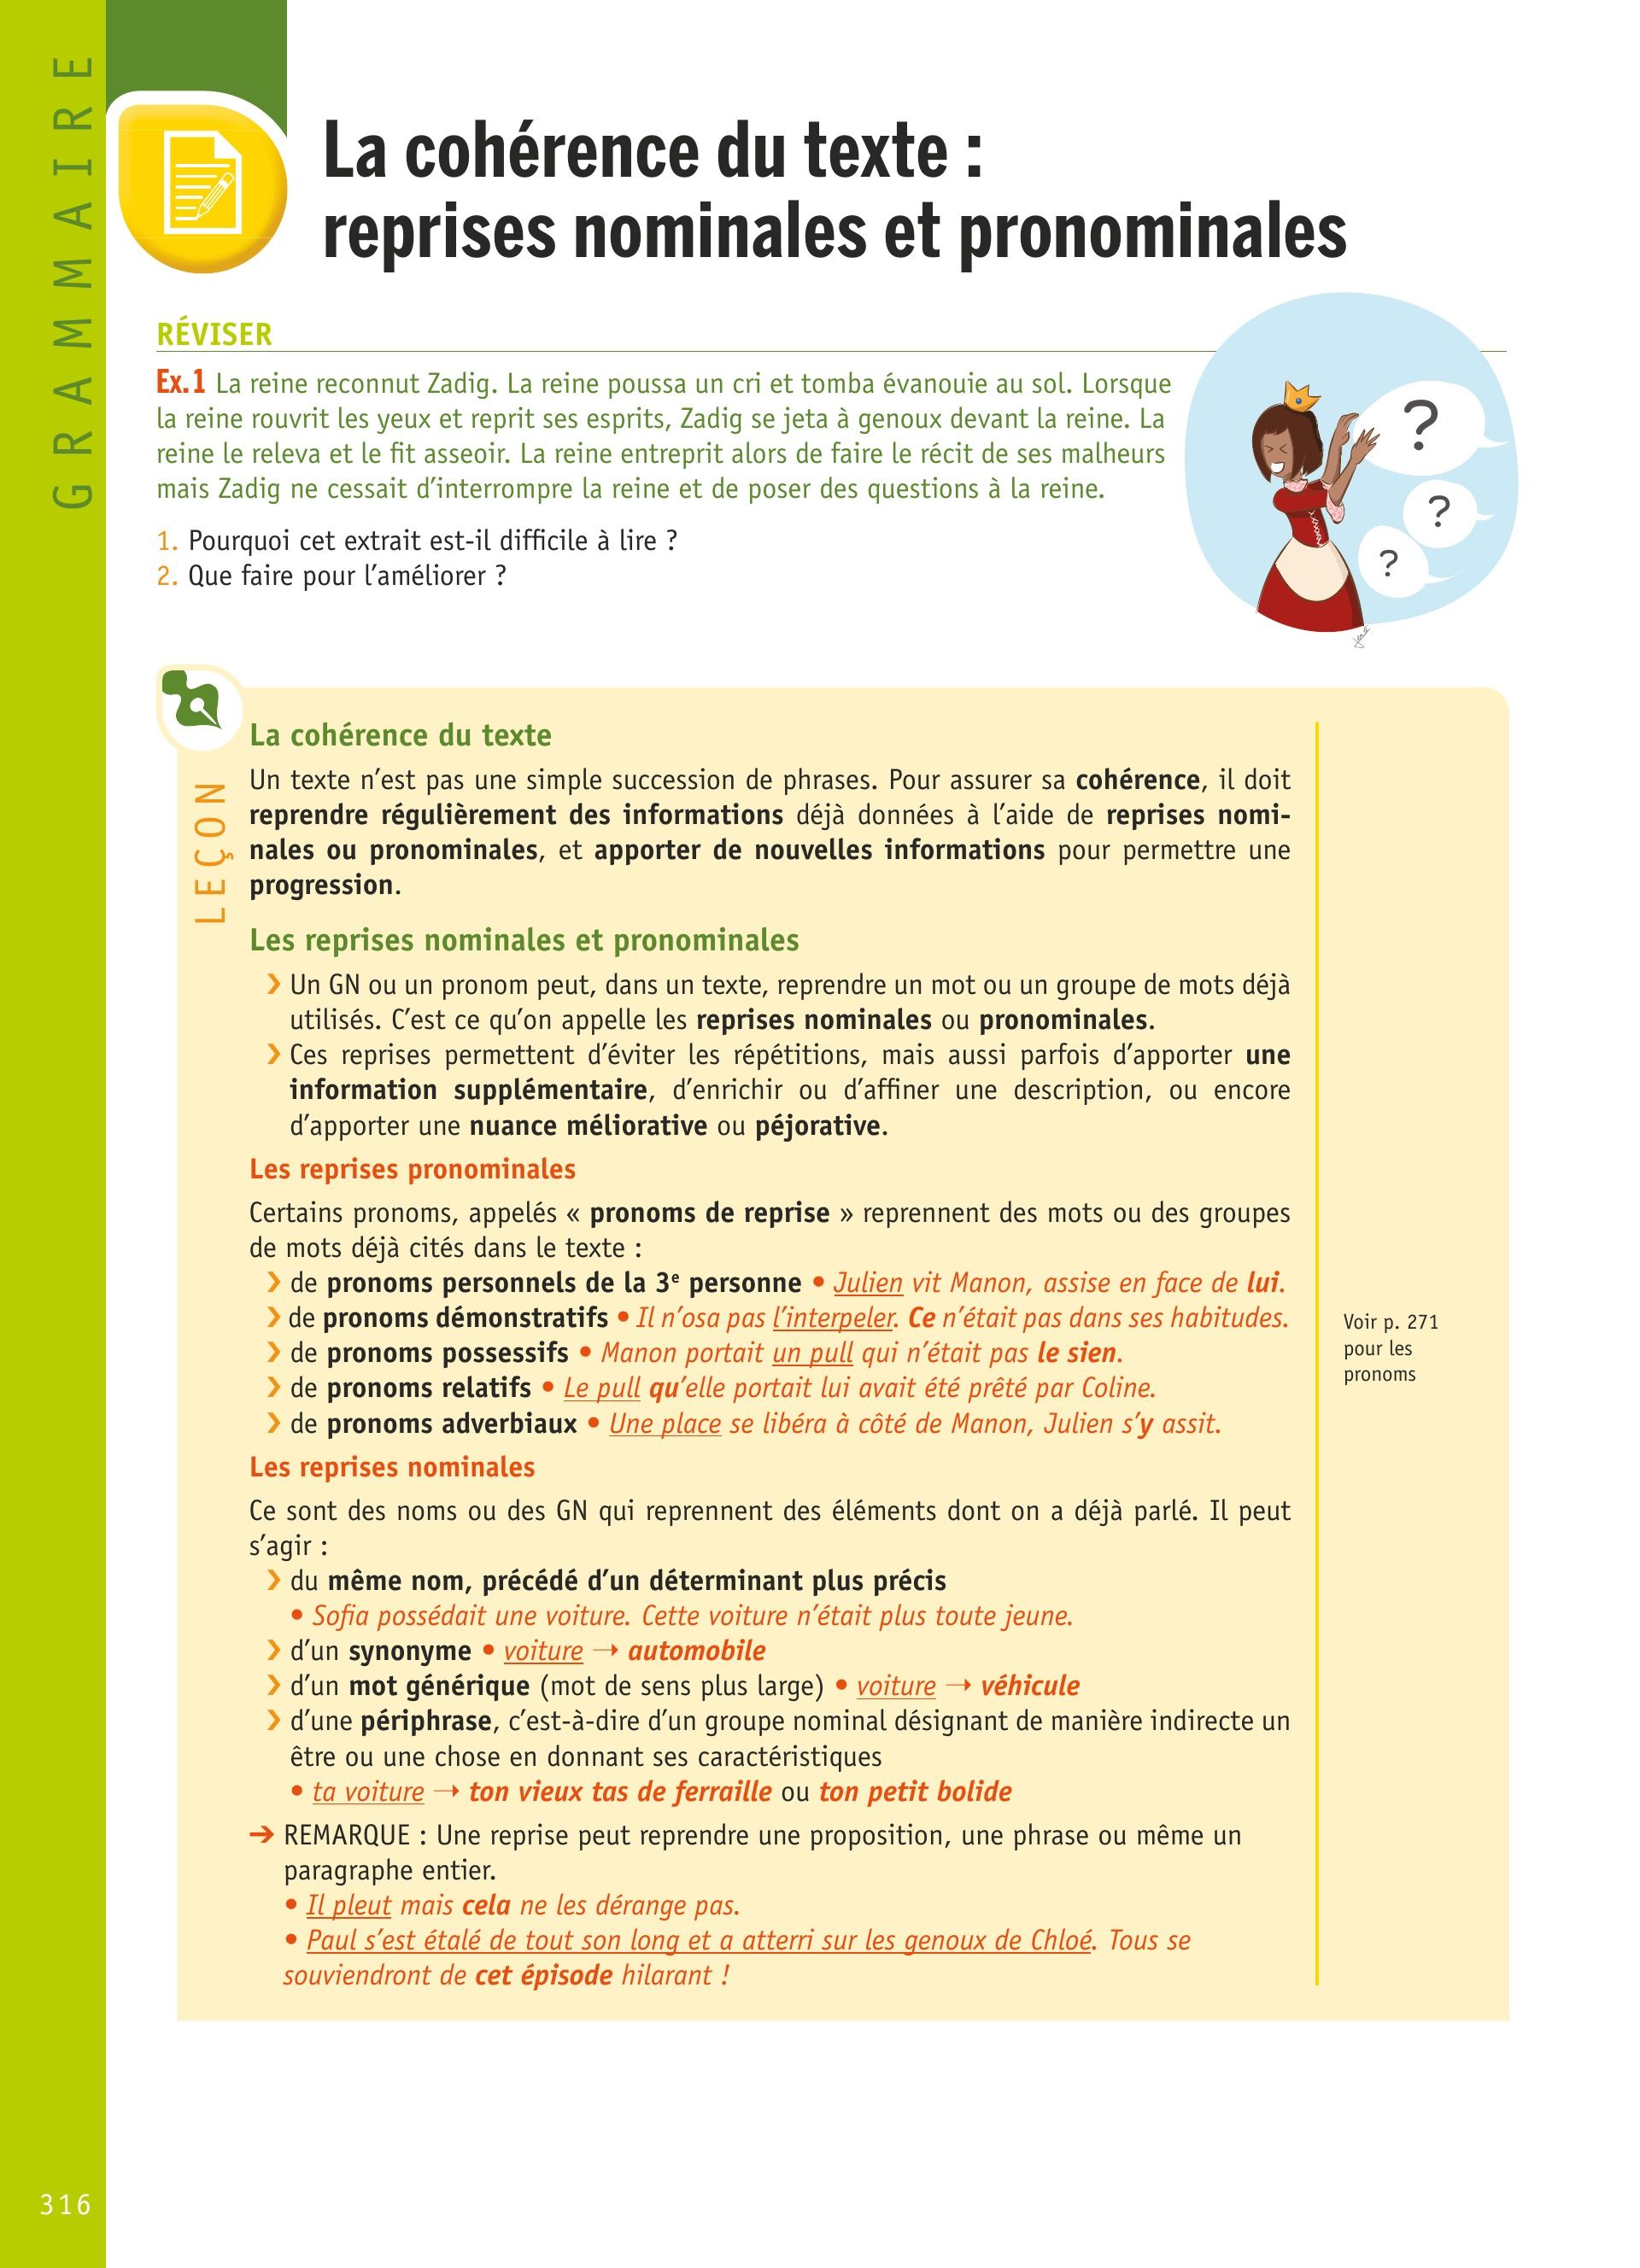 GRAMMAIRE
La cohérence du texte :
reprises nominales et pronominales
RÉVISER
Ex.1 La reine reconnut Zadig. La reine poussa un cri et tomba évanouie au sol. Lorsque
la reine rouvrit les yeux et reprit ses esprits, Zadig se jeta à genoux devant la reine. La
reine le releva et le fit asseoir. La reine entreprit alors de faire le récit de ses malheurs
mais Zadig ne cessait d’interrompre la reine et de poser des questions à la reine.
1. Pourquoi cet extrait est-il difficile à lire ?
2. Que faire pour l’améliorer ?
?
?
?
LEÇON
La cohérence du texte
Un texte n’est pas une simple succession de phrases. Pour assurer sa cohérence, il doit
reprendre régulièrement des informations déjà données à l’aide de reprises nomi-
nales ou pronominales, et apporter de nouvelles informations pour permettre une
progression.
Les reprises nominales et pronominales
› Un GN ou un pronom peut, dans un texte, reprendre un mot ou un groupe de mots déjà
utilisés. C’est ce qu’on appelle les reprises nominales ou pronominales.
› Ces reprises permettent d’éviter les répétitions, mais aussi parfois d’apporter une
information supplémentaire, d’enrichir ou d’affiner une description, ou encore
d’apporter une nuance méliorative ou péjorative.
Les reprises pronominales
Certains pronoms, appelés « pronoms de reprise » reprennent des mots ou des groupes
de mots déjà cités dans le texte :
› de pronoms personnels de la 3e personne • Julien vit Manon, assise en face de lui.
› de pronoms démonstratifs • Il n’osa pas l’interpeler. Ce n’était pas dans ses habitudes.
› de pronoms possessifs • Manon portait un pull qui n’était pas le sien.
› de pronoms relatifs • Le pull qu’elle portait lui avait été prêté par Coline.
› de pronoms adverbiaux • Une place se libéra à côté de Manon, Julien s’y assit.
Voir p. 271
pour les
pronoms
Les reprises nominales
Ce sont des noms ou des GN qui reprennent des éléments dont on a déjà parlé. Il peut
s’agir :
› du même nom, précédé d’un déterminant plus précis
• Sofia possédait une voiture. Cette voiture n’était plus toute jeune.
› d’un synonyme • voiture → automobile
› d’un mot générique (mot de sens plus large) • voiture → véhicule
› d’une périphrase, c’est-à-dire d’un groupe nominal désignant de manière indirecte un
être ou une chose en donnant ses caractéristiques
• ta voiture → ton vieux tas de ferraille ou ton petit bolide
➔ REMARQUE : Une reprise peut reprendre une proposition, une phrase ou même un
paragraphe entier.
• Il pleut mais cela ne les dérange pas.
• Paul s’est étalé de tout son long et a atterri sur les genoux de Chloé. Tous se
souviendront de cet épisode hilarant !
316